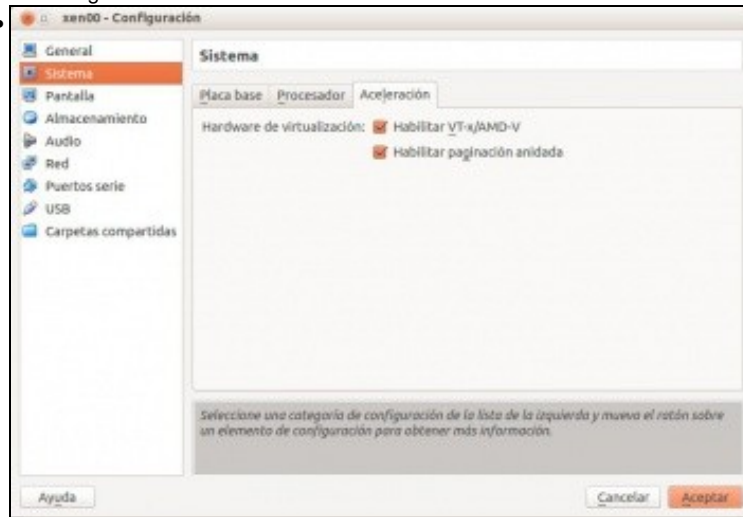 xen00 - Configuración
General
Sistema
Pantalla
Almacenamiento
Audio
Red
Puertos serie
USB
Carpetas compartidas
Sistema
Placa base Procesador Aceleración
Hardware de virtualización: Habilitar VT-x/AMD-V
Habilitar paginación anidada
Seleccione una categoría de configuración de la lista de la izquierda y mueva el ratón sobre
un elemento de configuración para obtener más información.
Ayuda Cancelar Aceptar